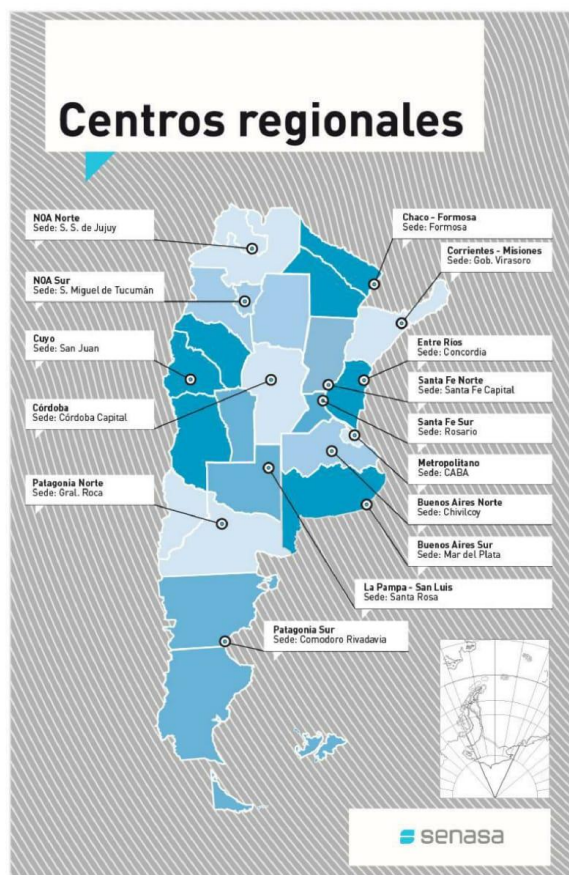 Centros regionales
NOA Norte
Sede: S. S. de Jujuy
NOA Sur
Sede: S. Miguel de Tucumán
Cuyo
Sede: San Juan
Córdoba
Sede: Córdoba Capital
Patagonia Norte
Sede: Gral. Roca
Chaco - Formosa
Sede: Formosa
Corrientes - Misiones
Sede: Gob. Virasoro
Entre Ríos
Sede: Concordia
Santa Fe Norte
Sede: Santa Fe Capital
Santa Fe Sur
Sede: Rosario
Metropolitano
Sede: CABA
Buenos Aires Norte
Sede: Chivilcoy
Buenos Aires Sur
Sede: Mar del Plata
La Pampa - San Luis
Sede: Santa Rosa
Patagonia Sur
Sede: Comodoro Rivadavia
senasa